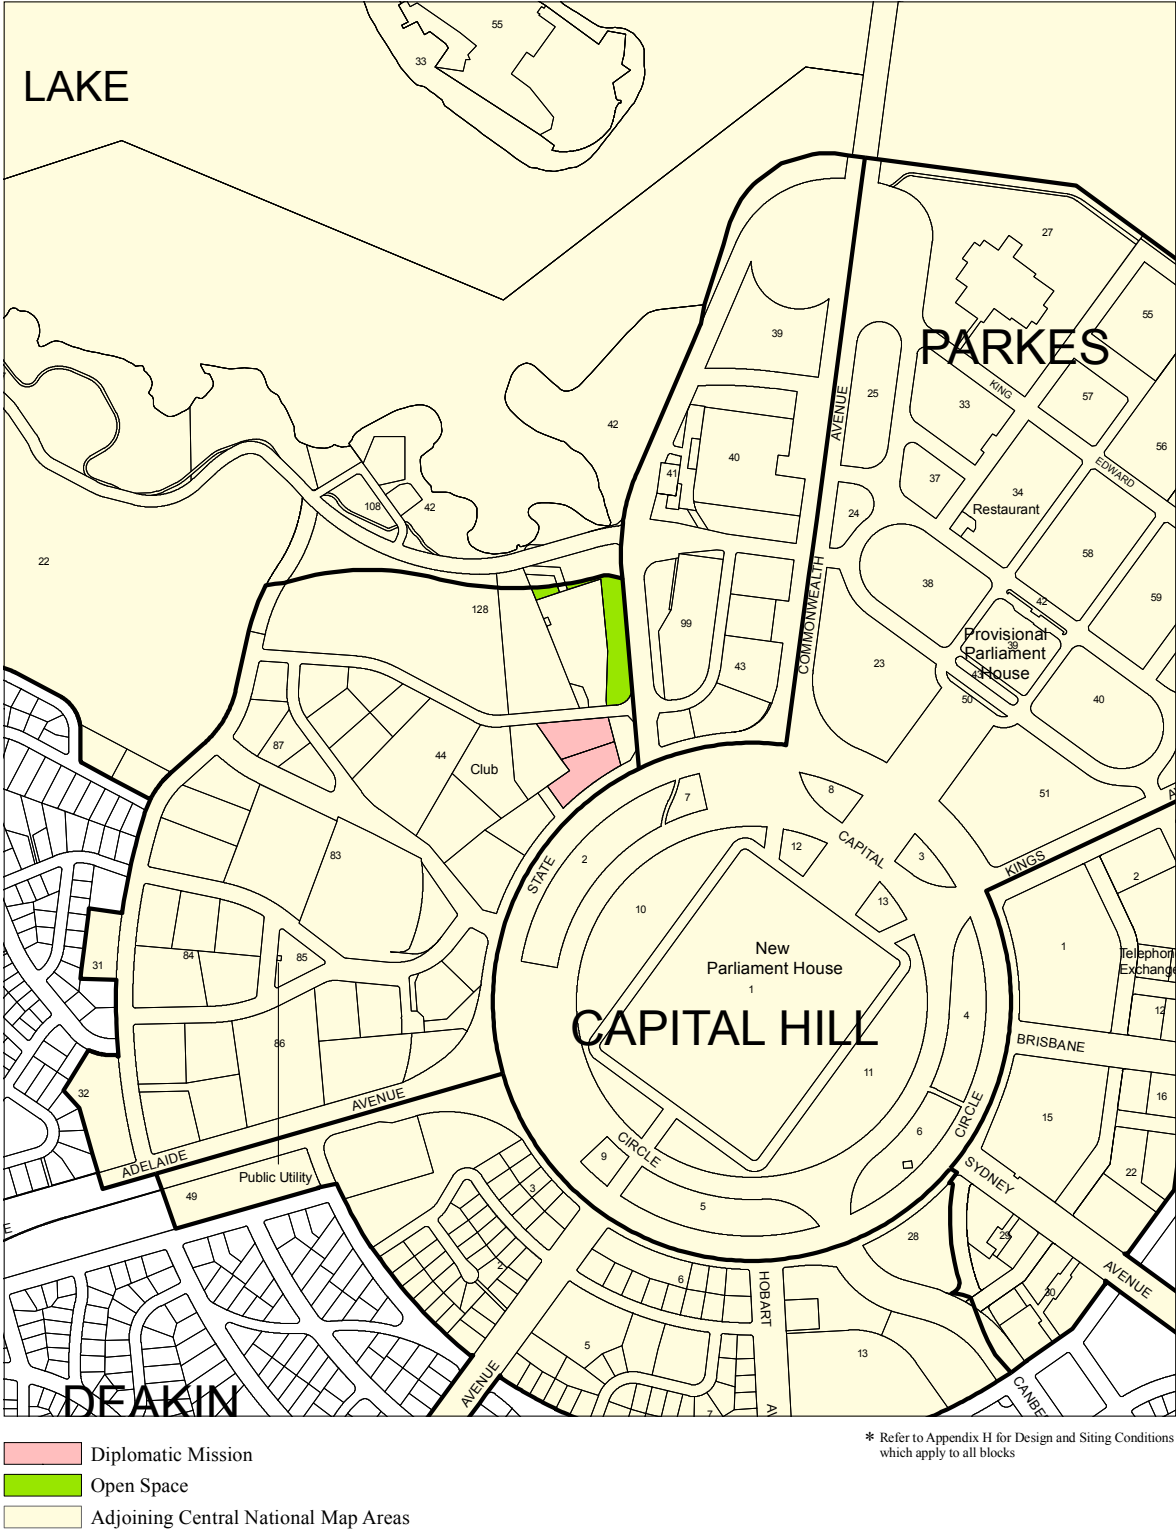 55
33
LAKE
27
55
39
PARKES
KING
25
33
57
AVENUE
42
56
40
41
37
EDWARD
34
Restaurant
108
42
24
22
58
38
COMMONWEALTH
128
42
59
99
Provisional
Parliament
House
39
43
23
43
50
40
87
44
Club
7
8
51
83
STATE
2
12
CAPITAL
3
KINGS
2
10
13
New
Parliament House
1
1
Telephon
Exchange
84
85
31
CAPITAL HILL
4
12
86
BRISBANE
11
32
AVENUE
16
15
CIRCLE
6
CIRCLE
ADELAIDE
9
SYDNEY
22
Public Utility
49
3
5
E
28
29
2
6
HOBART
AVENUE
30
5
13
AVENUE
CANBE
DEAKIN
7
AV
Diplomatic Mission
Open Space
Adjoining Central National Map Areas
* Refer to Appendix H for Design and Siting Conditions
which apply to all blocks